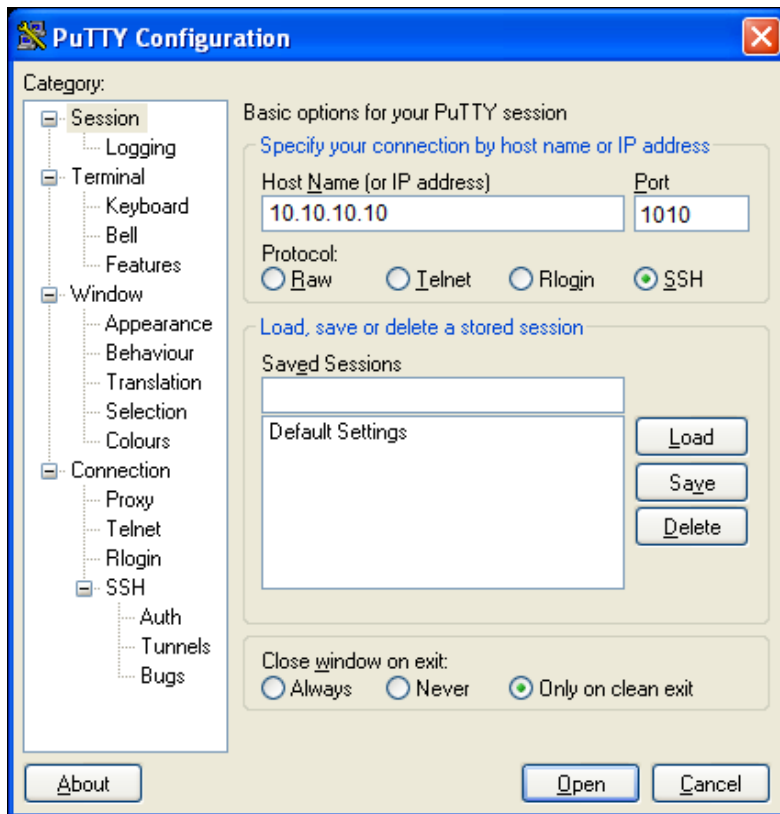 PuTTY Configuration
Category:
Session
Logging
Terminal
Keyboard
Bell
Features
Window
Appearance
Behaviour
Translation
Selection
Colours
Connection
Proxy
Telnet
Rlogin
SSH
Auth
Tunnels
Bugs
Basic options for your PuTTY session
Specify your connection by host name or IP address
Host Name (or IP address) Port
10.10.10.10 1010
Protocol:
Raw Telnet Rlogin SSH
Load, save or delete a stored session
Saved Sessions
Default Settings
Load
Save
Delete
Close window on exit:
Always Never Only on clean exit
About Open Cancel